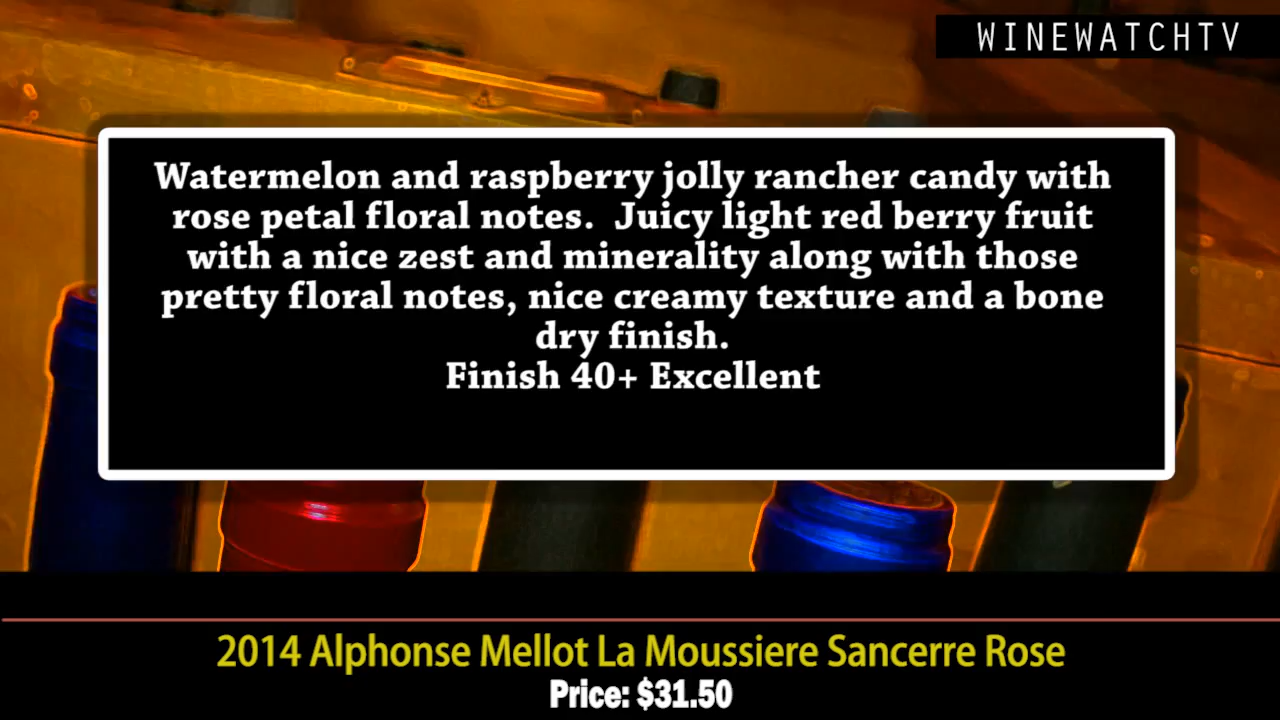 WINEWATCHTV
Watermelon and raspberry jolly rancher candy with
rose petal floral notes.  Juicy light red berry fruit
with a nice zest and minerality along with those
pretty floral notes, nice creamy texture and a bone
dry finish.
Finish 40+ Excellent
2014 Alphonse Mellot La Moussiere Sancerre Rose
Price: $31.50